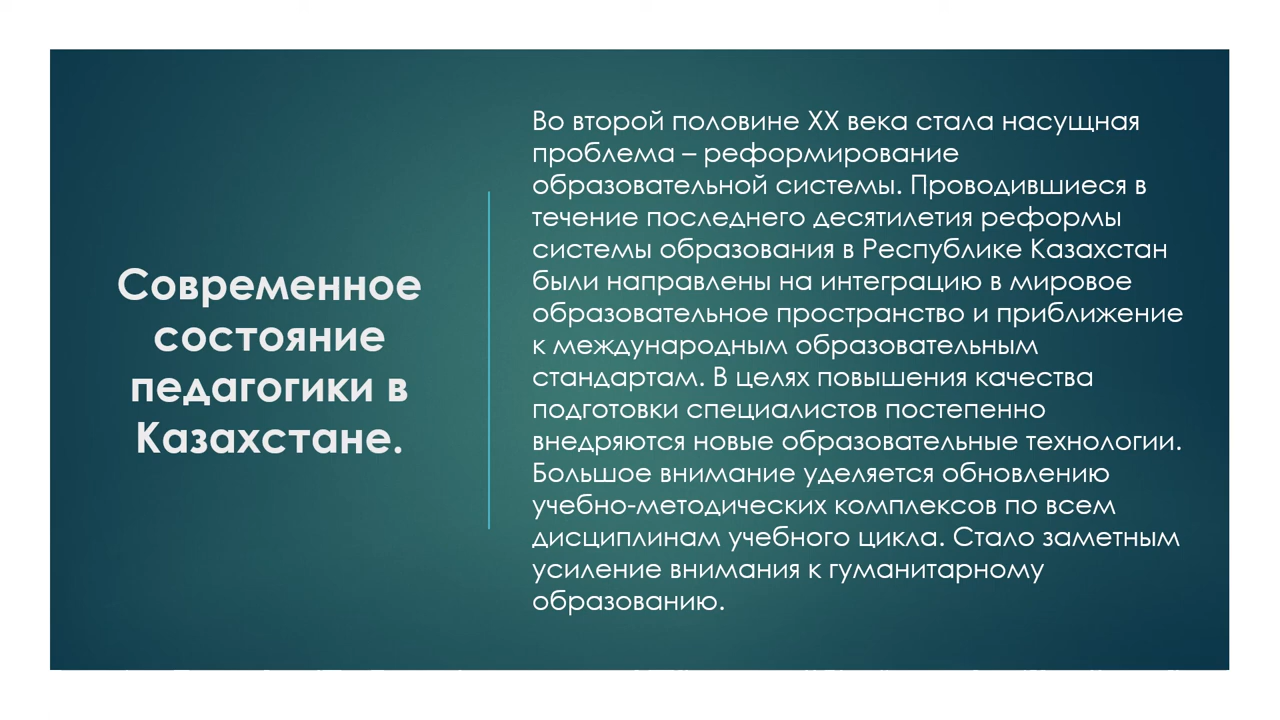 Современное
состояние
педагогики в
Казахстане.
Во второй половине XX века стала насущная
проблема – реформирование
образовательной системы. Проводившиеся в
течение последнего десятилетия реформы
системы образования в Республике Казахстан
были направлены на интеграцию в мировое
образовательное пространство и приближение
к международным образовательным
стандартам. В целях повышения качества
подготовки специалистов постепенно
внедряются новые образовательные технологии.
Большое внимание уделяется обновлению
учебно-методических комплексов по всем
дисциплинам учебного цикла. Стало заметным
усиление внимания к гуманитарному
образованию.